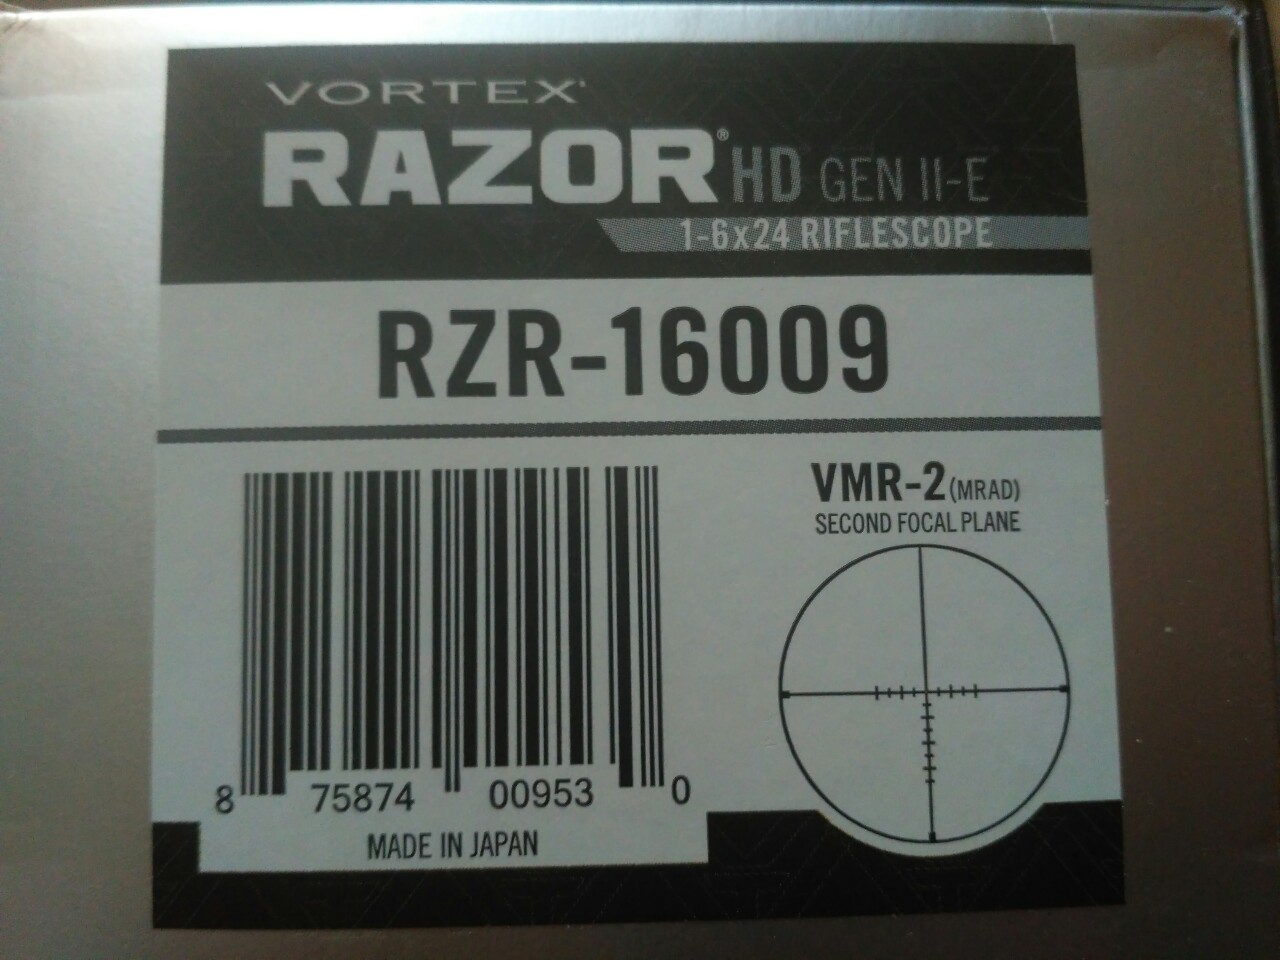 VORTEX
RAZOR® HD GEN II-E
1-6x24 RIFLESCOPE
RZR-16009
VMR-2 (MRAD)
SECOND FOCAL PLANE
8 75874 00953 0
MADE IN JAPAN